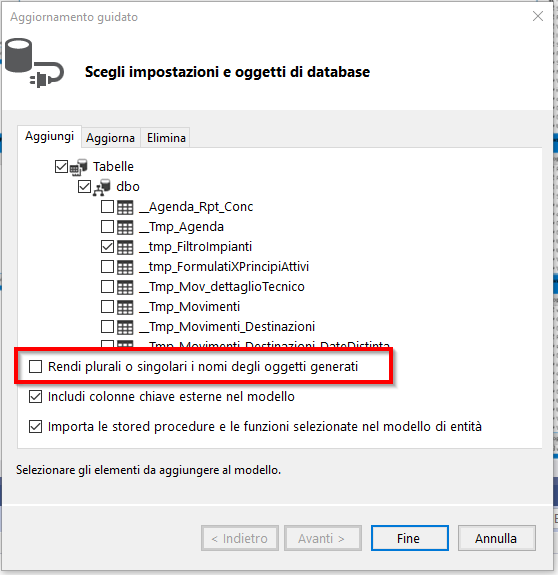 Aggiornamento guidato
Scegli impostazioni e oggetti di database
Aggiungi Aggiorna Elimina
Tabelle
dbo
__Agenda_Rpt_Conc
__Tmp_Agenda
__tmp_FiltroImpianti
__tmp_FormulatiXPrincipiAttivi
__Tmp_Mov_dettaglioTecnico
__Tmp_Movimenti
__Tmp_Movimenti_Destinazioni
__Tmp_Movimenti_Destinazioni_DateDistinta
Rendi plurali o singolari i nomi degli oggetti generati
Includi colonne chiave esterne nel modello
Importa le stored procedure e le funzioni selezionate nel modello di entità
Selezionare gli elementi da aggiungere al modello.
< Indietro Avanti > Fine Annulla